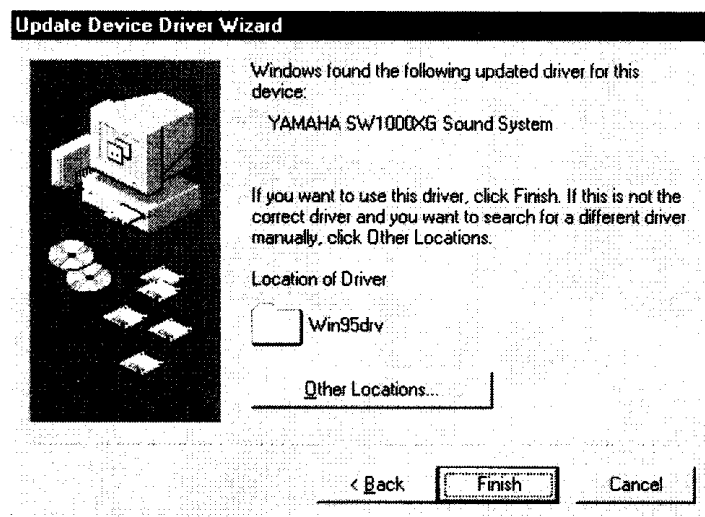 Update Device Driver Wizard
Windows found the following updated driver for this
device:
YAMAHA SW1000XG Sound System
If you want to use this driver, click Finish. If this is not the
correct driver and you want to search for a different driver
manually, click Other Locations.
Location of Driver
Win95drv
Other Locations...
< Back
Finish
Cancel